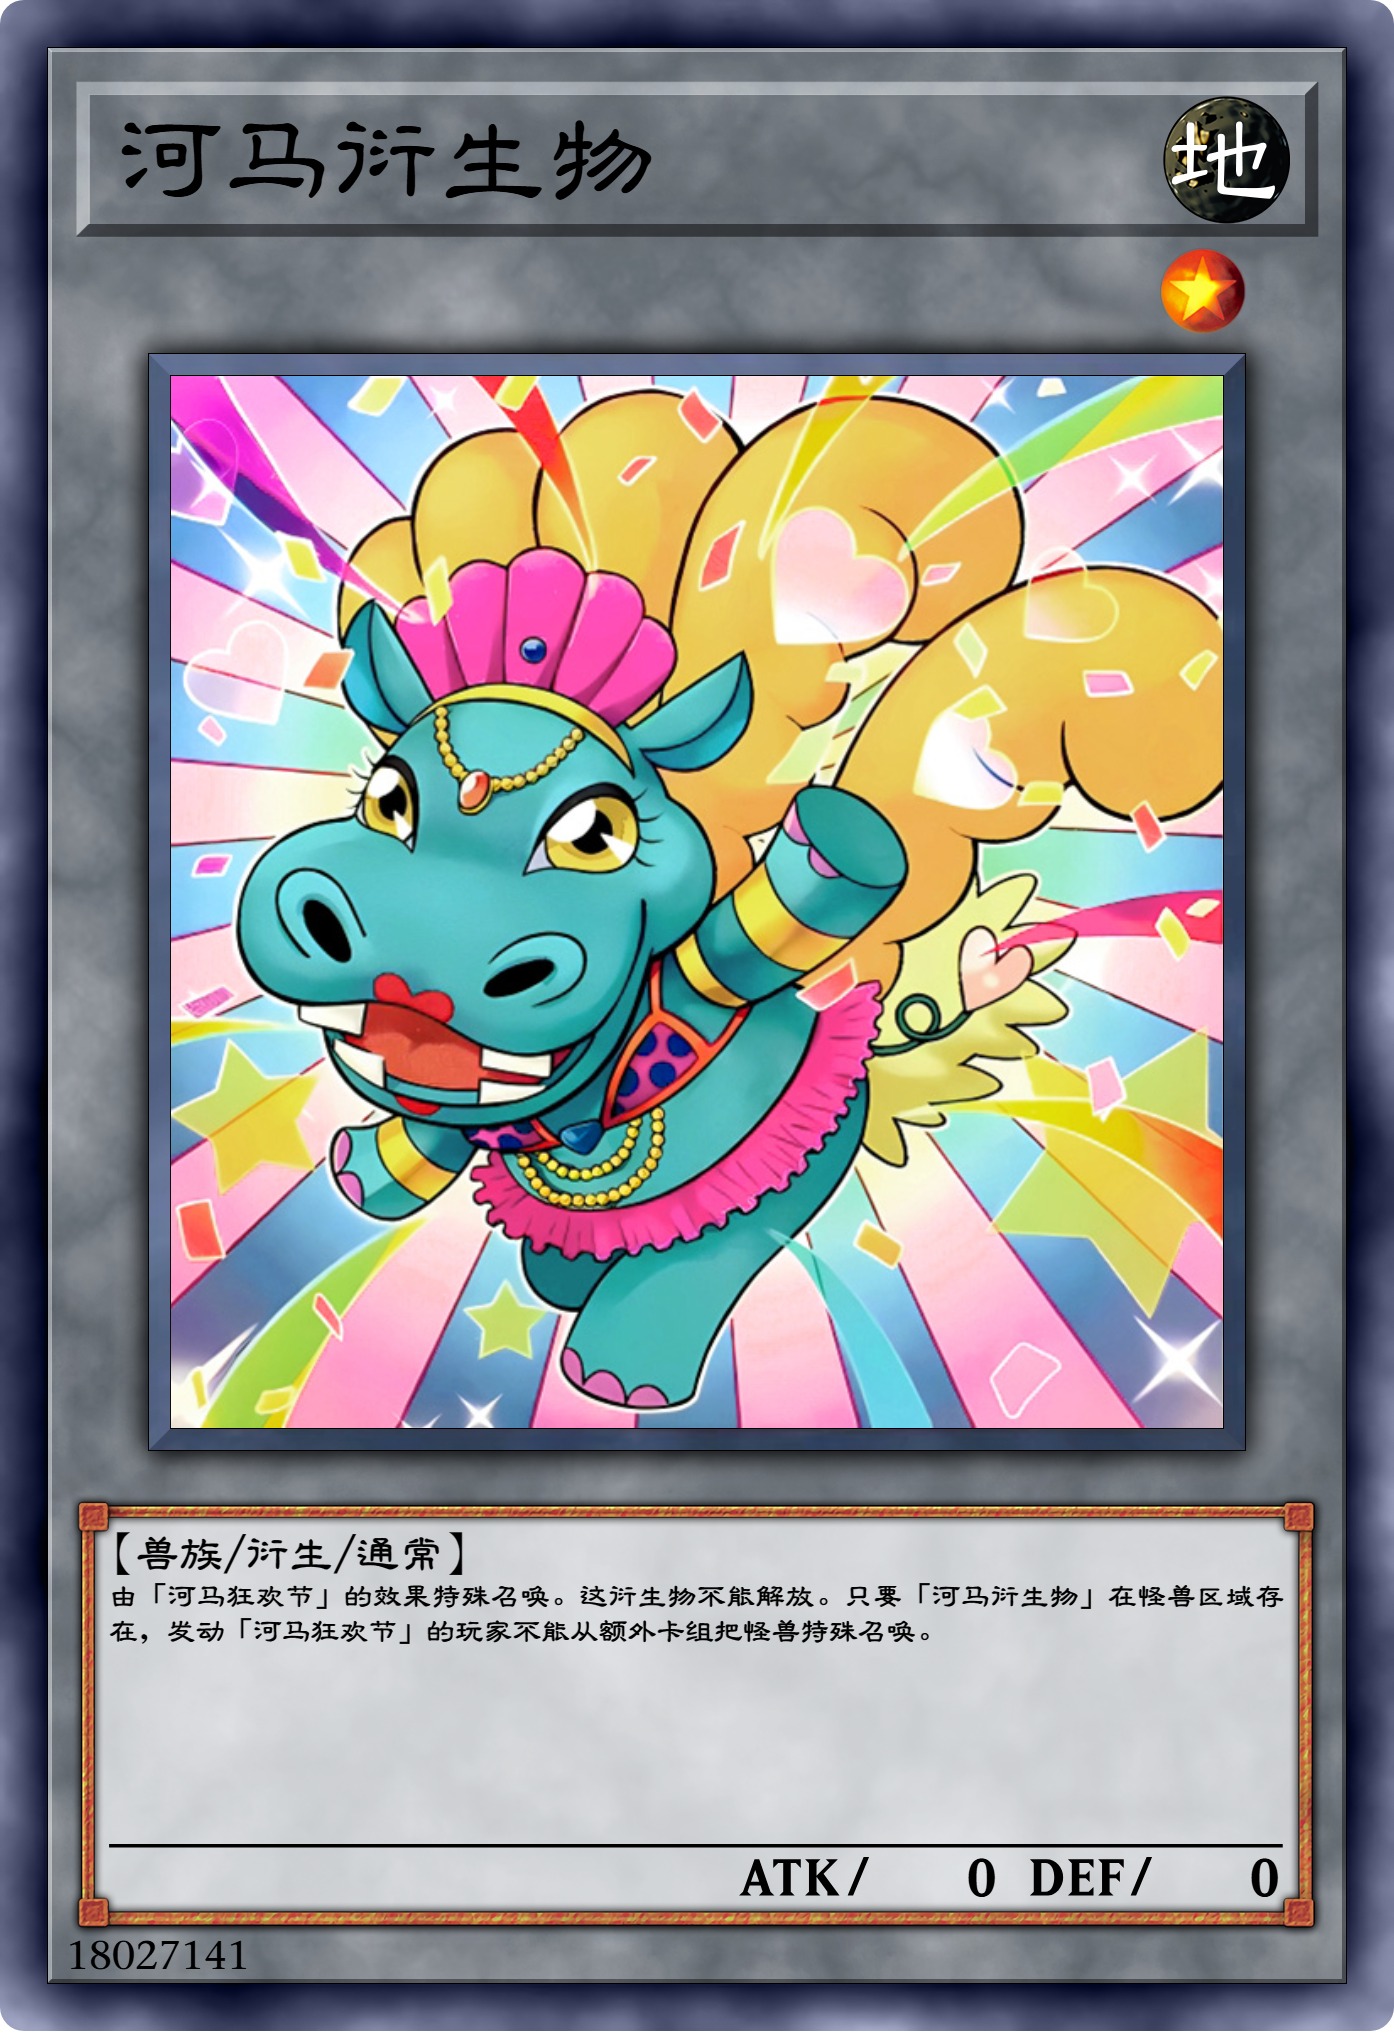 河马衍生物
地
【兽族/衍生/通常】
由「河马狂欢节」的效果特殊召唤。这衍生物不能解放。只要「河马衍生物」在怪兽区域存
在，发动「河马狂欢节」的玩家不能从额外卡组把怪兽特殊召唤。
ATK/ 0 DEF/ 0
18027141